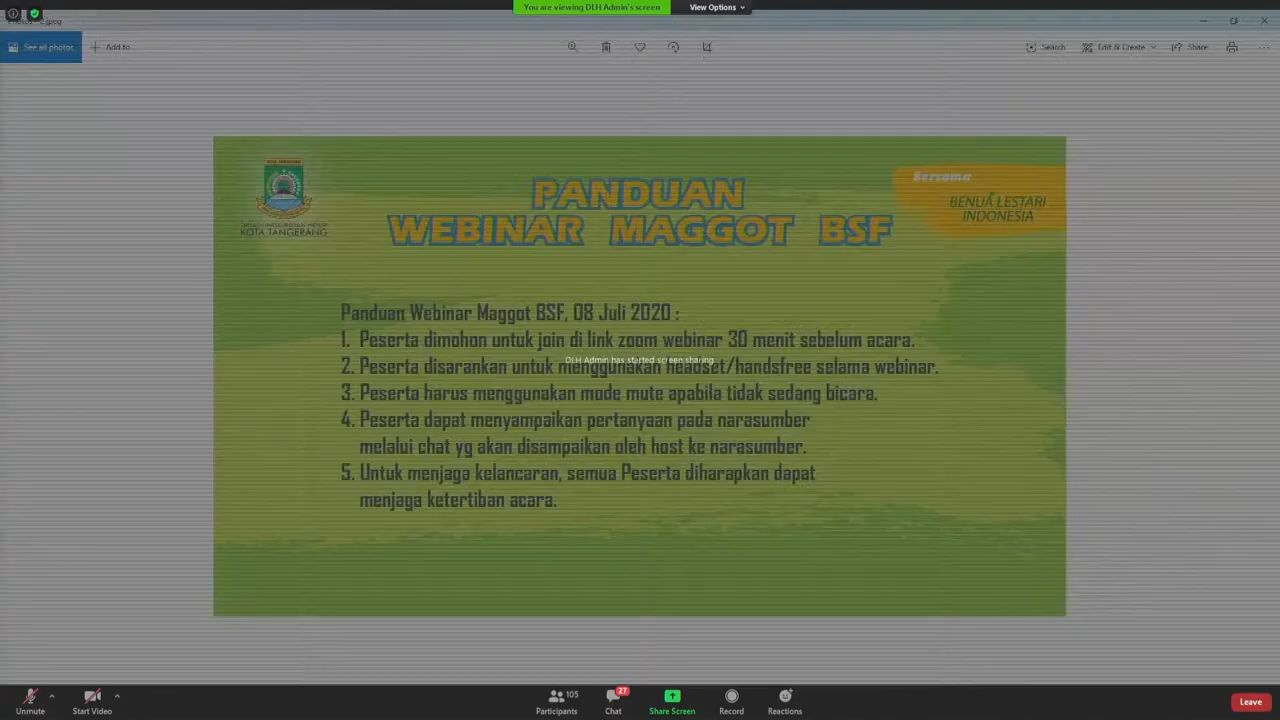 You are viewing DLH Admin's screen
View Options
See all photos
Add to
Search
Edit & Create
Share
KOTA TANGERANG
PANDUAN
WEBINAR MAGGOT BSF
Bersama
BENUA LESTARI
INDONESIA
Panduan Webinar Maggot BSF, 08 Juli 2020 :
1. Peserta dimohon untuk join di link zoom webinar 30 menit sebelum acara.
DLH Admin has started screen sharing
2. Peserta disarankan untuk menggunakan headset/handsfree selama webinar.
3. Peserta harus menggunakan mode mute apabila tidak sedang bicara.
4. Peserta dapat menyampaikan pertanyaan pada narasumber
melalui chat yg akan disampaikan oleh host ke narasumber.
5. Untuk menjaga kelancaran, semua Peserta diharapkan dapat
menjaga ketertiban acara.
Unmute
Start Video
105
Participants
27
Chat
Share Screen
Record
Reactions
Leave